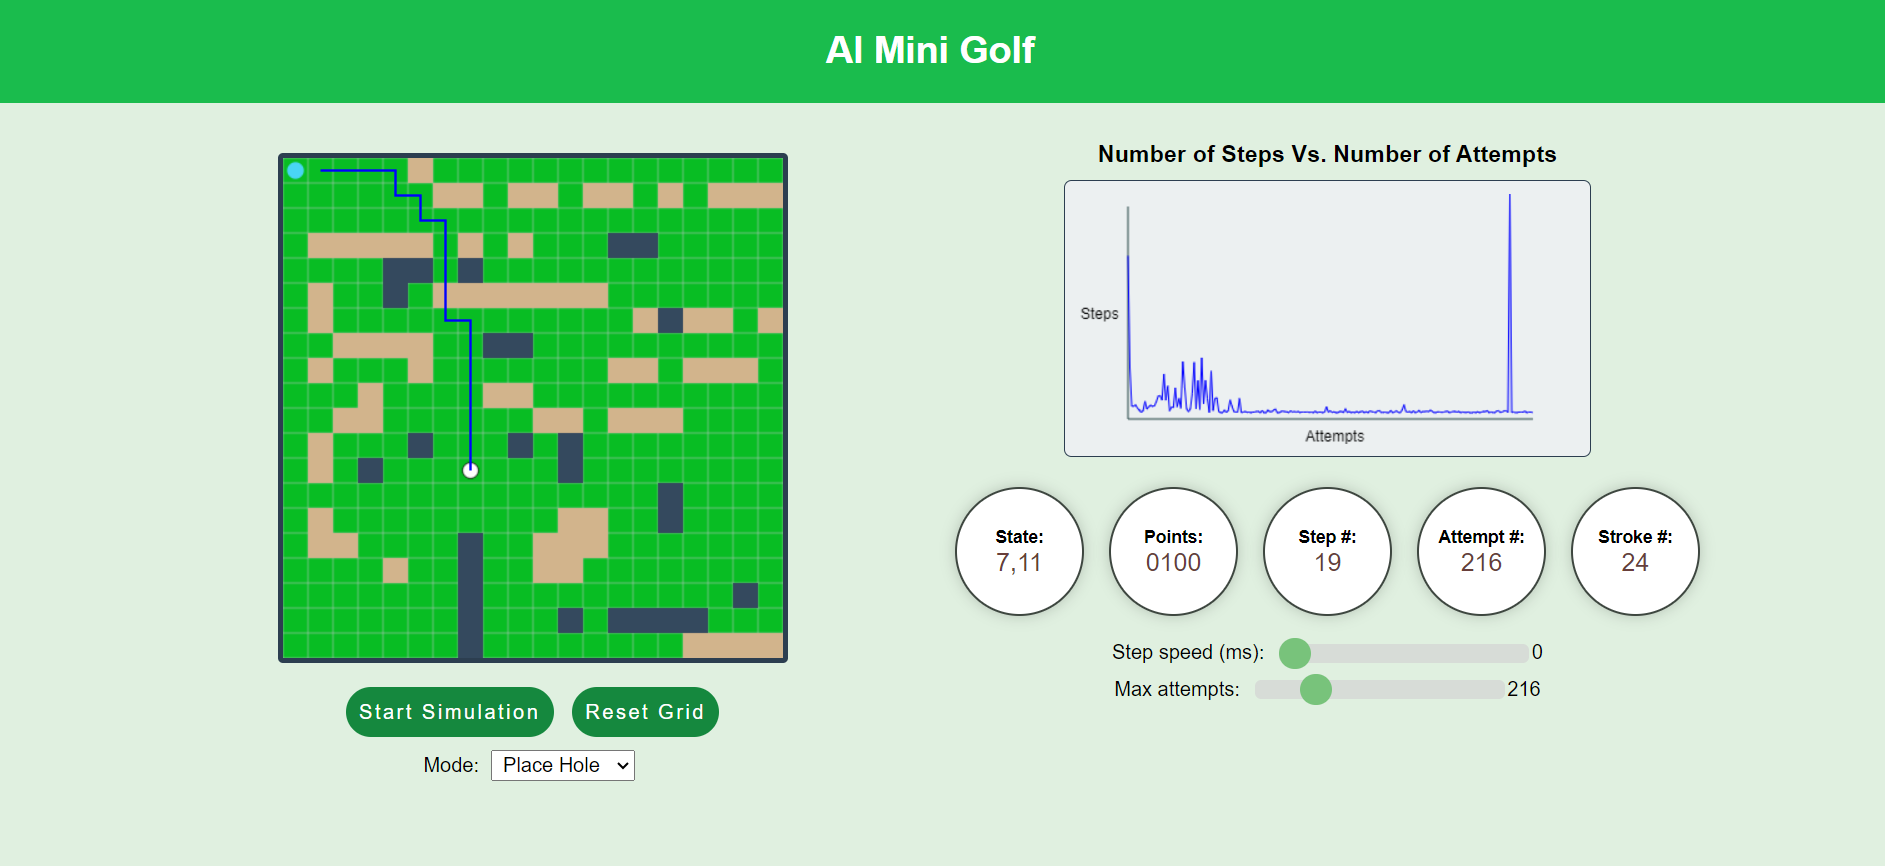 AI Mini Golf
Number of Steps Vs. Number of Attempts
Steps
Attempts
State:
7,11
Points:
0100
Step #:
19
Attempt #:
216
Stroke #:
24
Step speed (ms): 0
Max attempts: 216
Start Simulation
Reset Grid
Mode: Place Hole